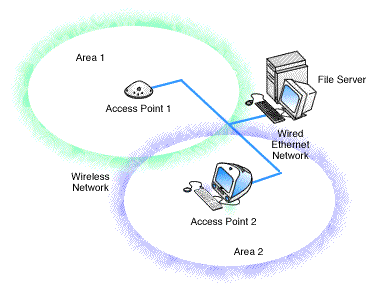 Area 1
File Server
Access Point 1
Wired
Ethernet
Network
Wireless
Network
Access Point 2
Area 2